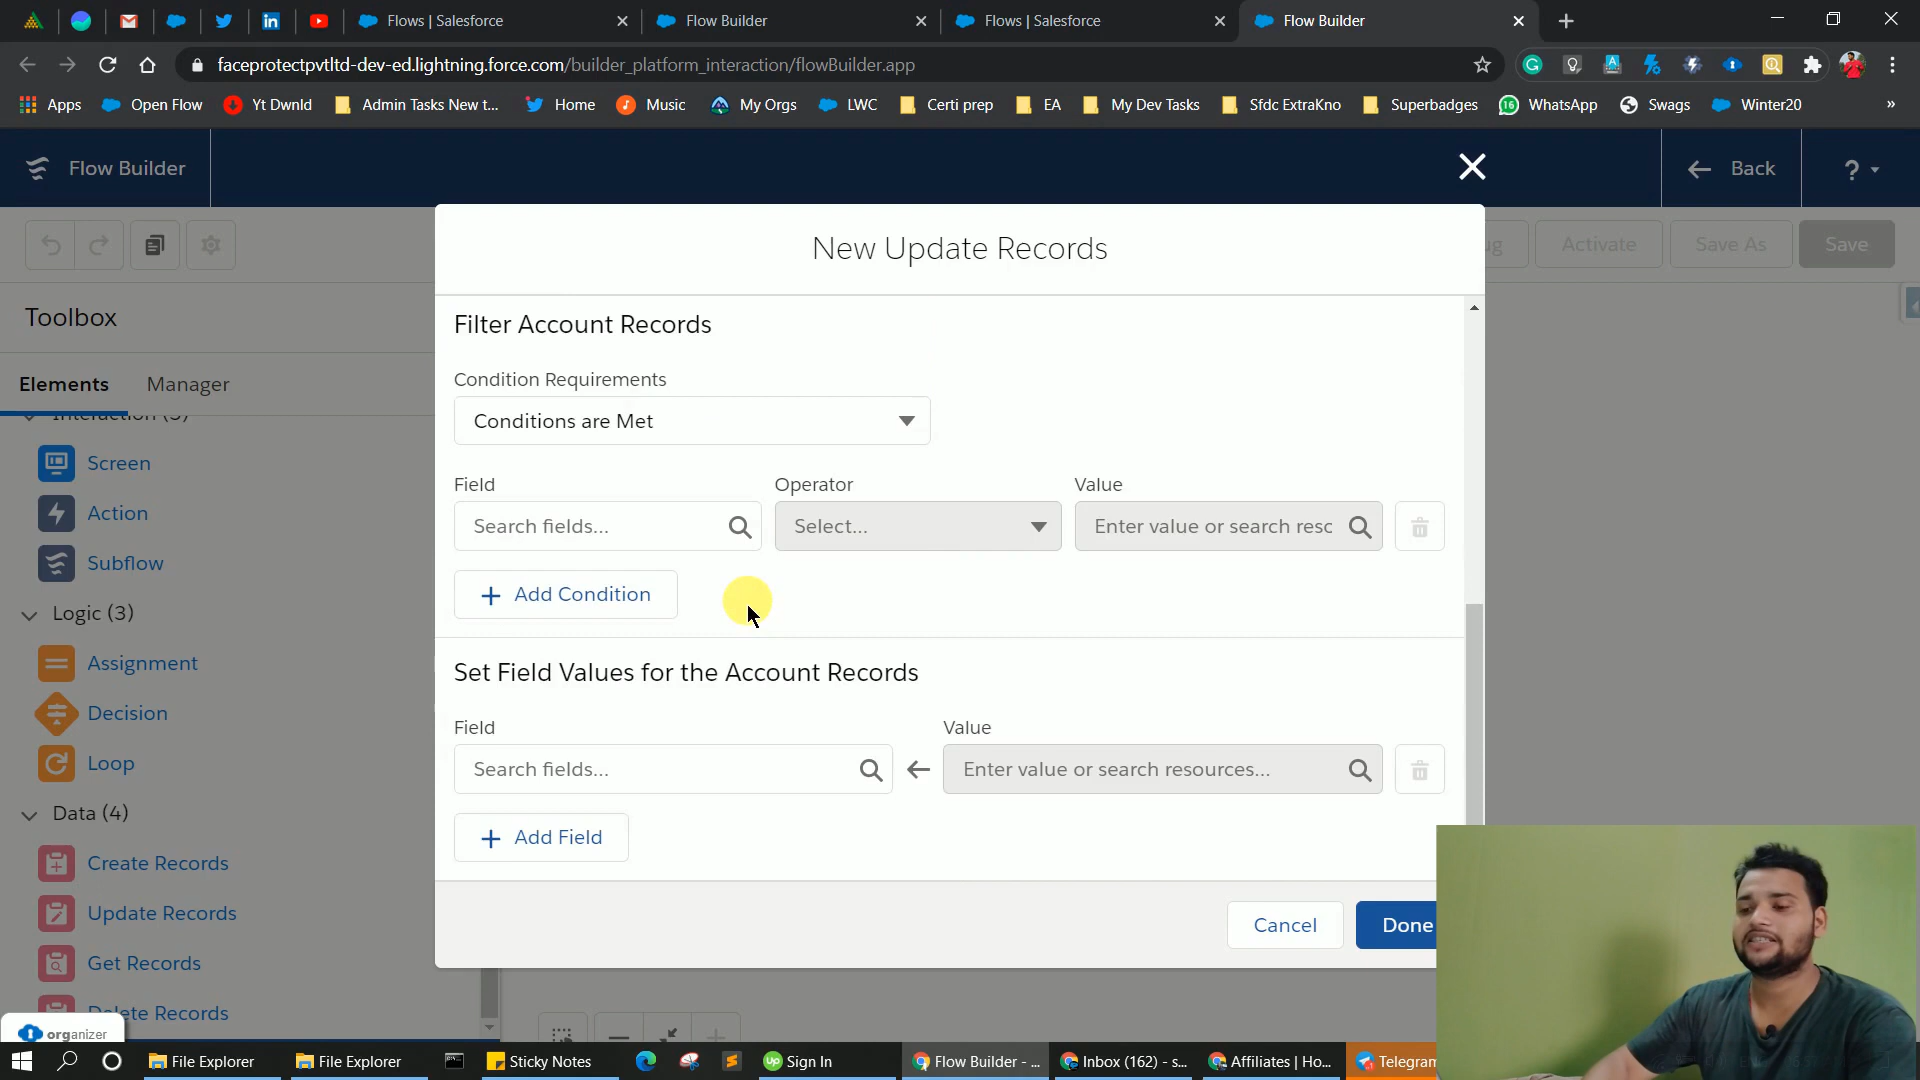 Flows | Salesforce
Flow Builder
Flows | Salesforce
Flow Builder
faceprotectpvtltd-dev-ed.lightning.force.com/builder_platform_interaction/flowBuilder.app
Apps
Open Flow
Yt Dwnld
Admin Tasks New t...
Home
Music
My Orgs
LWC
Certi prep
EA
My Dev Tasks
Sfdc ExtraKno
Superbadges
16
WhatsApp
Swags
Winter20
»
Flow Builder
Back
?
Activate
Save As
Save
New Update Records
Toolbox
Elements
Manager
Interaction (3)
Screen
Action
Subflow
Logic (3)
Assignment
Decision
Loop
Data (4)
Create Records
Update Records
Get Records
Delete Records
Filter Account Records
Condition Requirements
Conditions are Met
Field
Operator
Value
Search fields...
Select...
Enter value or search resc
+ Add Condition
Set Field Values for the Account Records
Field
Value
Search fields...
Enter value or search resources...
+ Add Field
Cancel
Done
organizer
File Explorer
File Explorer
Sticky Notes
Sign In
Flow Builder - ...
Inbox (162) - s...
Affiliates | Ho...
Telegram